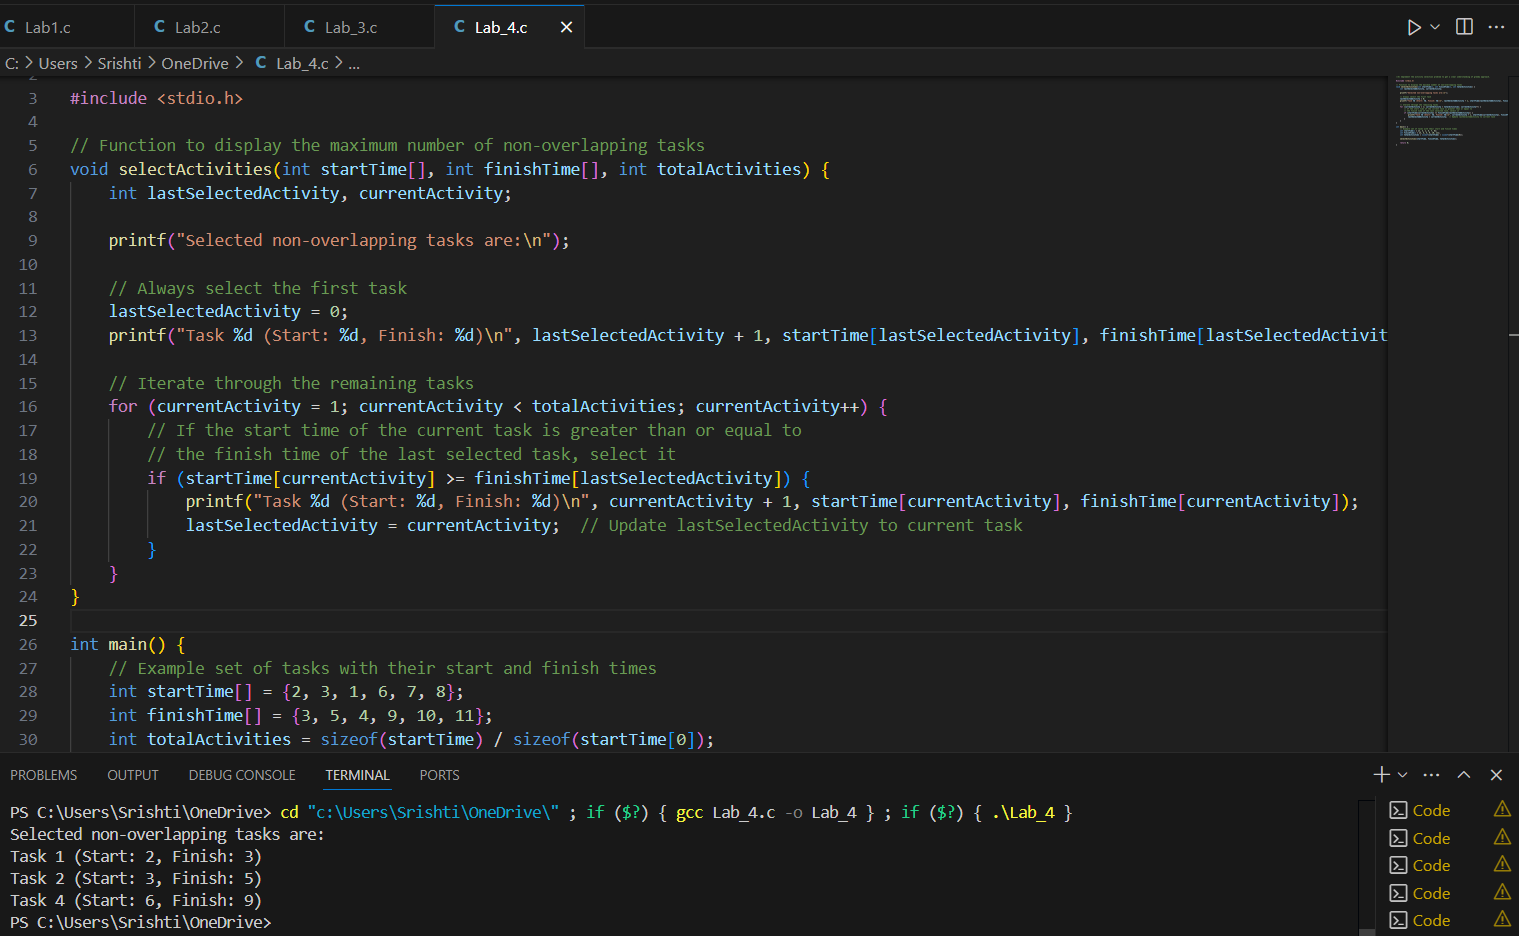 C Lab1.c C Lab2.c C Lab_3.c C Lab_4.c
C: > Users > Srishti > OneDrive > C Lab_4.c > ...
2
3 #include <stdio.h>
4
5 // Function to display the maximum number of non-overlapping tasks
6 void selectActivities(int startTime[], int finishTime[], int totalActivities) {
7 int lastSelectedActivity, currentActivity;
8
9 printf("Selected non-overlapping tasks are:\n");
10
11 // Always select the first task
12 lastSelectedActivity = 0;
13 printf("Task %d (Start: %d, Finish: %d)\n", lastSelectedActivity + 1, startTime[lastSelectedActivity], finishTime[lastSelectedActivit
14
15 // Iterate through the remaining tasks
16 for (currentActivity = 1; currentActivity < totalActivities; currentActivity++) {
17 // If the start time of the current task is greater than or equal to
18 // the finish time of the last selected task, select it
19 if (startTime[currentActivity] >= finishTime[lastSelectedActivity]) {
20 printf("Task %d (Start: %d, Finish: %d)\n", currentActivity + 1, startTime[currentActivity], finishTime[currentActivity]);
21 lastSelectedActivity = currentActivity; // Update lastSelectedActivity to current task
22 }
23 }
24 }
25
26 int main() {
27 // Example set of tasks with their start and finish times
28 int startTime[] = {2, 3, 1, 6, 7, 8};
29 int finishTime[] = {3, 5, 4, 9, 10, 11};
30 int totalActivities = sizeof(startTime) / sizeof(startTime[0]);
PROBLEMS OUTPUT DEBUG CONSOLE TERMINAL PORTS
PS C:\Users\Srishti\OneDrive> cd "c:\Users\Srishti\OneDrive\" ; if ($?) { gcc Lab_4.c -o Lab_4 } ; if ($?) { .\Lab_4 }
Selected non-overlapping tasks are:
Task 1 (Start: 2, Finish: 3)
Task 2 (Start: 3, Finish: 5)
Task 4 (Start: 6, Finish: 9)
PS C:\Users\Srishti\OneDrive>
Code
Code
Code
Code
Code